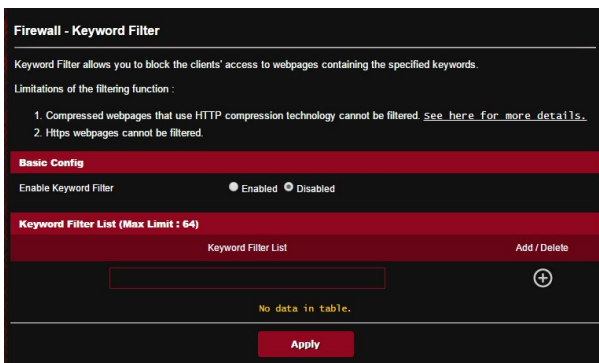 Firewall - Keyword Filter
Keyword Filter allows you to block the clients' access to webpages containing the specified keywords.
Limitations of the filtering function :
1. Compressed webpages that use HTTP compression technology cannot be filtered. See here for more details.
2. Https webpages cannot be filtered.
Basic Config
Enable Keyword Filter Enabled Disabled
Keyword Filter List (Max Limit : 64)
Keyword Filter List Add / Delete
No data in table.
Apply